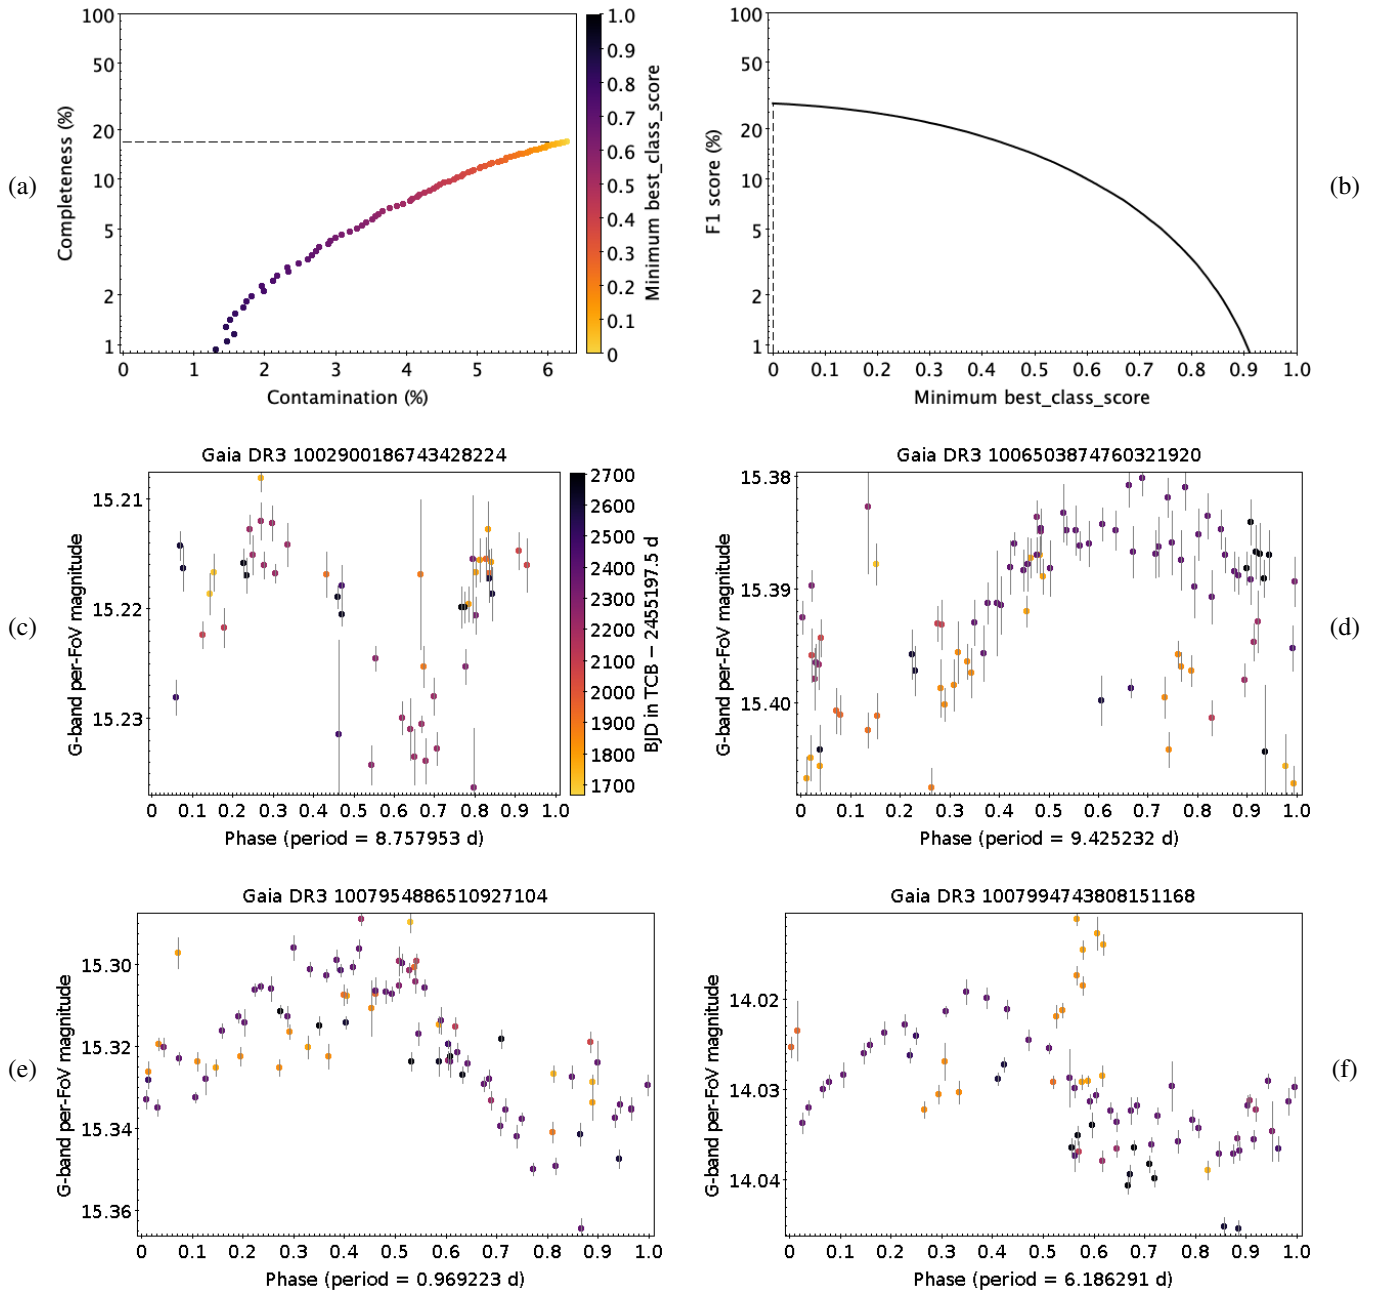 (a)
100
50
20
10
5
2
1
Completeness (%)
0 1 2 3 4 5 6
Contamination (%)
1.0
0.9
0.8
0.7
0.6
0.5
0.4
0.3
0.2
0.1
0
Minimum best_class_score
(b)
100
50
20
10
5
2
1
F1 score (%)
0 0.1 0.2 0.3 0.4 0.5 0.6 0.7 0.8 0.9 1.0
Minimum best_class_score
(c)
Gaia DR3 1002900186743428224
15.21
15.22
15.23
G-band per-FoV magnitude
0 0.1 0.2 0.3 0.4 0.5 0.6 0.7 0.8 0.9 1.0
Phase (period = 8.757953 d)
2700
2600
2500
2400
2300
2200
2100
2000
1900
1800
1700
BJD in TCB − 2455197.5 d
(d)
Gaia DR3 1006503874760321920
15.38
15.39
15.40
G-band per-FoV magnitude
0 0.1 0.2 0.3 0.4 0.5 0.6 0.7 0.8 0.9 1.0
Phase (period = 9.425232 d)
(e)
Gaia DR3 1007954886510927104
15.30
15.32
15.34
15.36
G-band per-FoV magnitude
0 0.1 0.2 0.3 0.4 0.5 0.6 0.7 0.8 0.9 1.0
Phase (period = 0.969223 d)
(f)
Gaia DR3 1007994743808151168
14.02
14.03
14.04
G-band per-FoV magnitude
0 0.1 0.2 0.3 0.4 0.5 0.6 0.7 0.8 0.9 1.0
Phase (period = 6.186291 d)